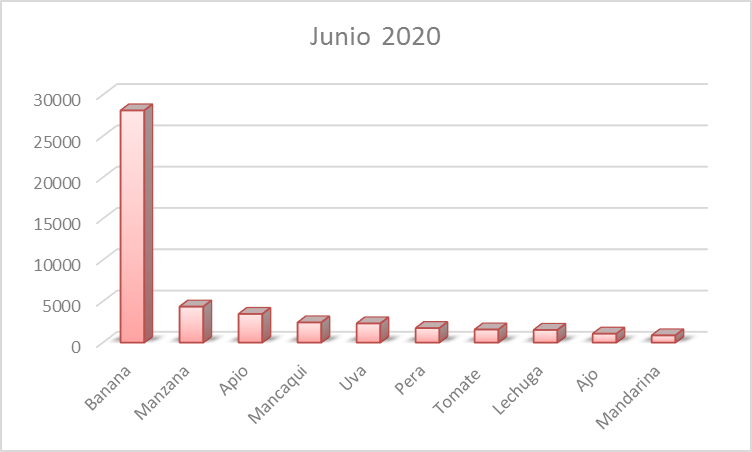 Junio 2020
30000
25000
20000
15000
10000
5000
0
Banana
Manzana
Apio
Mancaqui
Uva
Pera
Tomate
Lechuga
Ajo
Mandarina